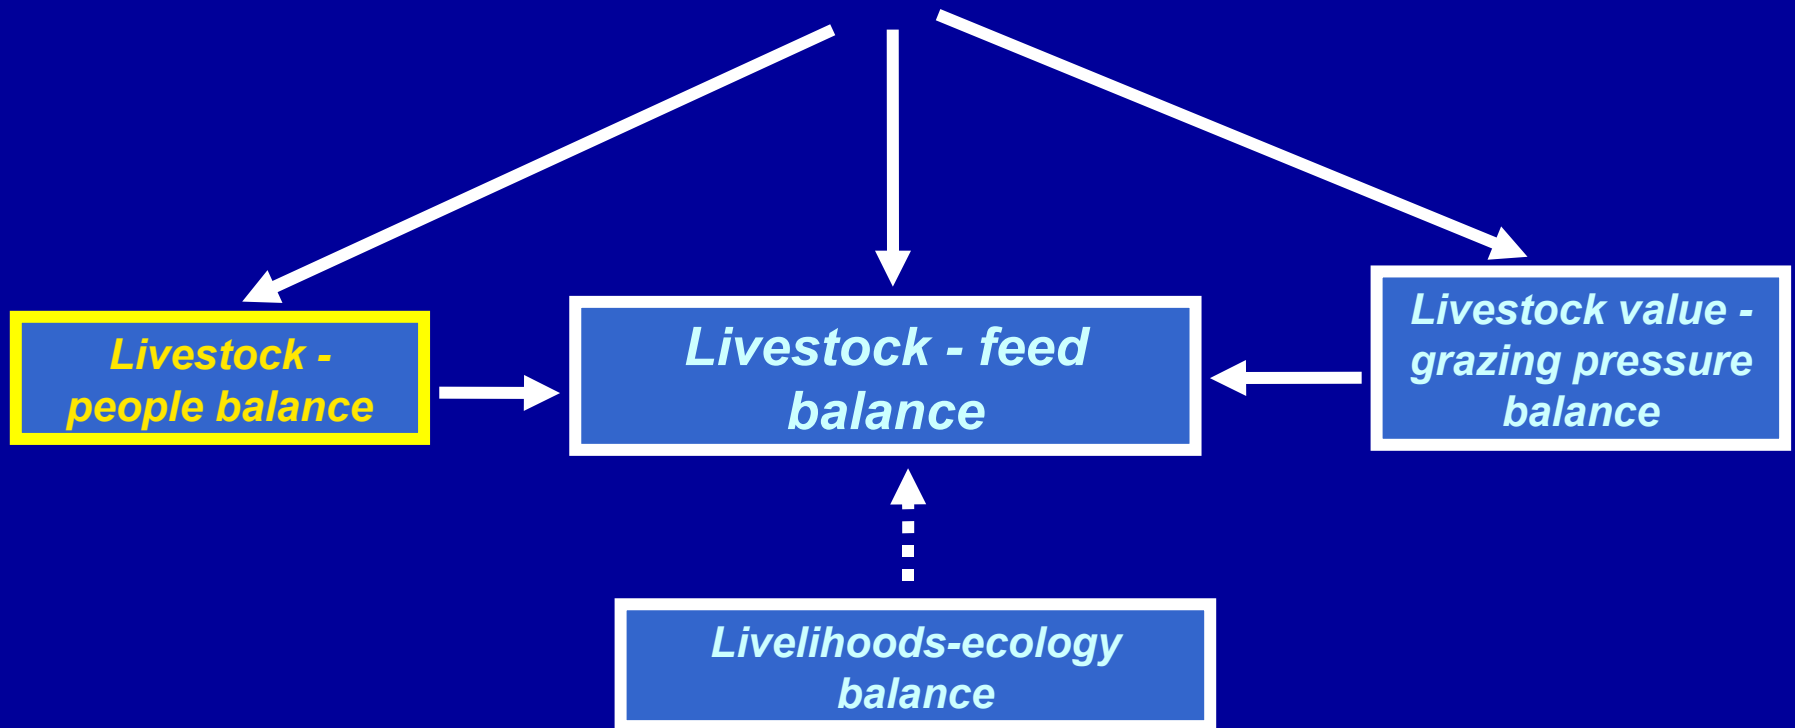 Livestock -
people balance
Livestock - feed
balance
Livestock value -
grazing pressure
balance
Livelihoods-ecology
balance